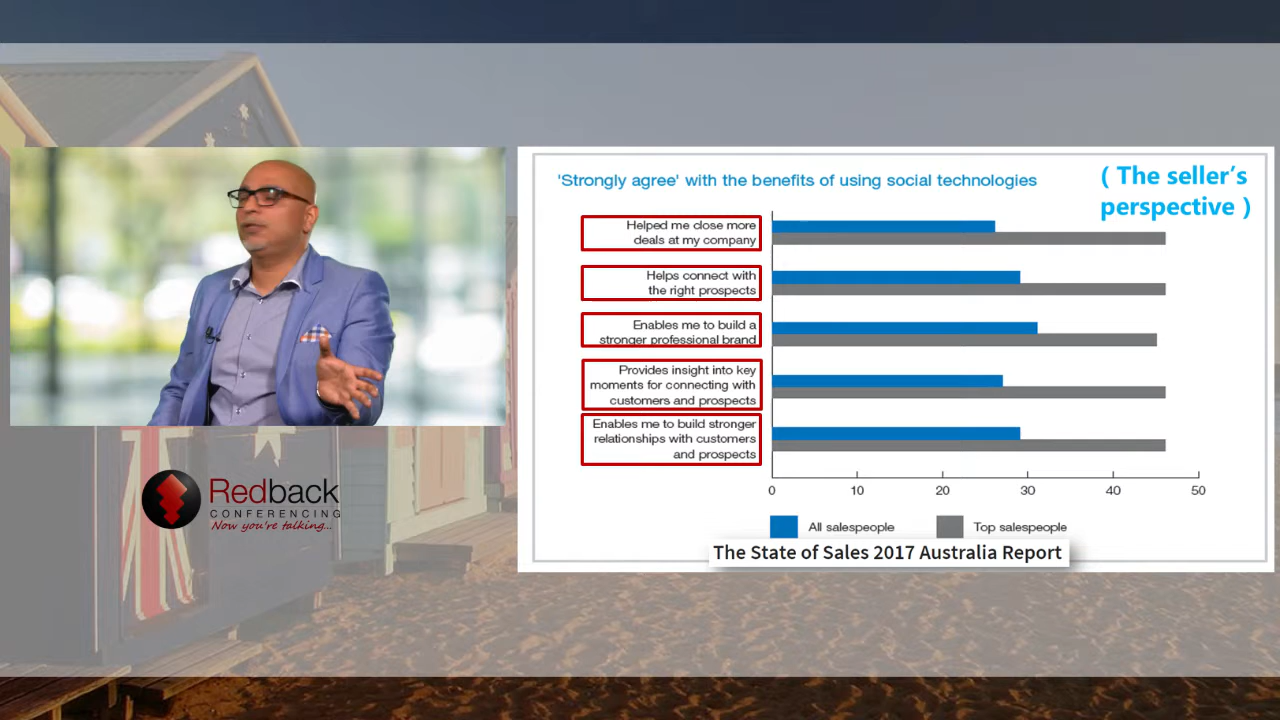 'Strongly agree' with the benefits of using social technologies
( The seller's
perspective )
Helped me close more
deals at my company
Helps connect with
the right prospects
Enables me to build a
stronger professional brand
Provides insight into key
moments for connecting with
customers and prospects
Enables me to build stronger
relationships with customers
and prospects
0 10 20 30 40 50
All salespeople Top salespeople
The State of Sales 2017 Australia Report
Redback
CONFERENCING
Now you're talking...